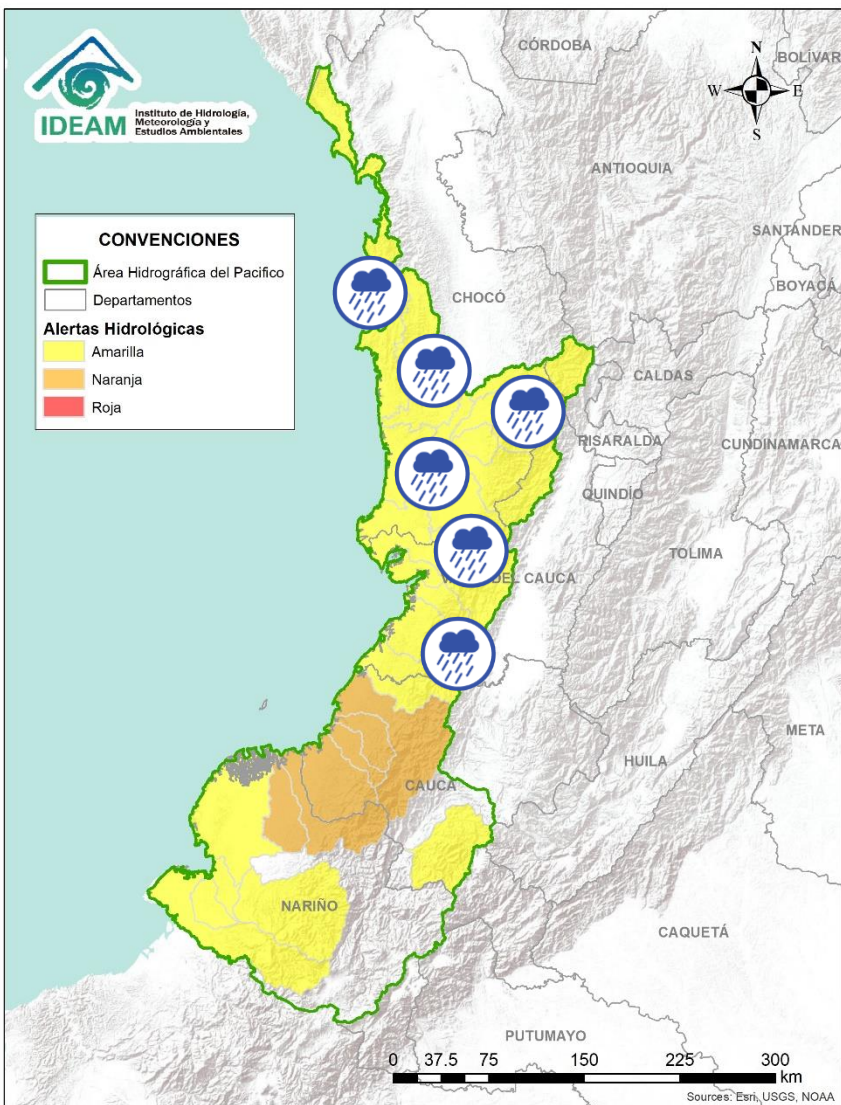 IDEAM
Instituto de Hidrología,
Meteorología y
Estudios Ambientales
CÓRDOBA
BOLÍVAR
N
W
E
S
ANTIOQUIA
SANTANDER
BOYACÁ
CONVENCIONES
Área Hidrográfica del Pacifico
Departamentos
Alertas Hidrológicas
Amarilla
Naranja
Roja
CHOCÓ
CALDAS
RISARALDA
CUNDINAMARCA
QUINDÍO
TOLIMA
DEL CAUCA
META
HUILA
CAUCA
NARIÑO
CAQUETÁ
PUTUMAYO
0 37.5 75 150 225 300
km
Sources: Esri, USGS, NOAA